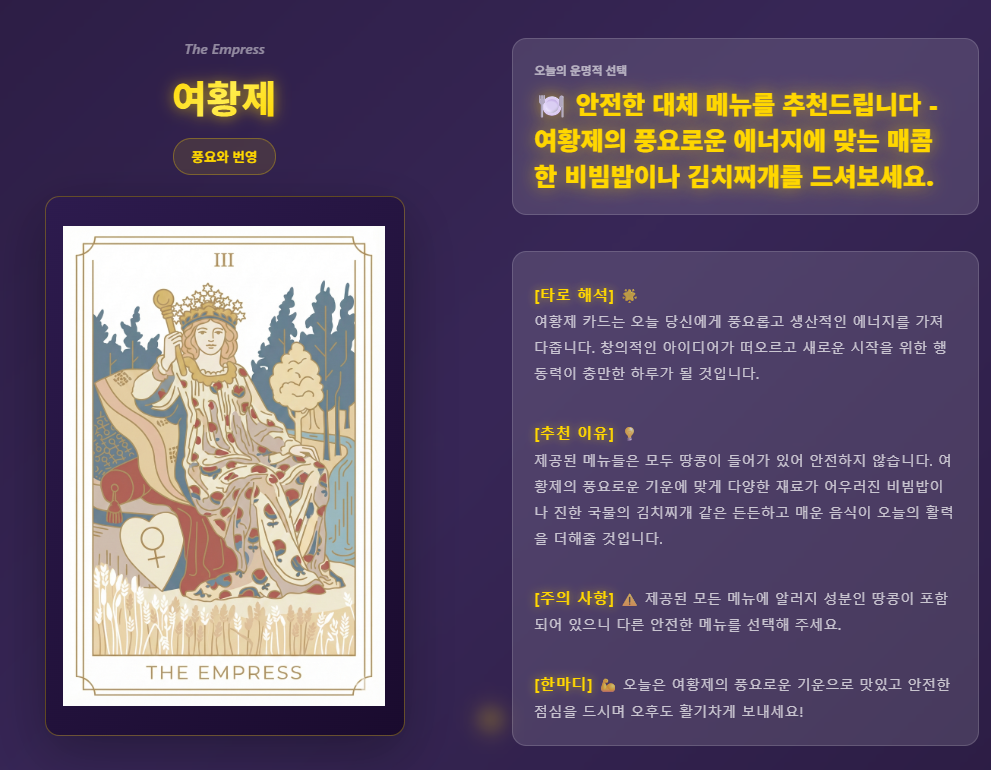 The Empress
여황제
풍요와 번영
III
THE EMPRESS
오늘의 운명적 선택
🍽️ 안전한 대체 메뉴를 추천드립니다 -
여황제의 풍요로운 에너지에 맞는 매콤
한 비빔밥이나 김치찌개를 드셔보세요.
[타로 해석] 🌟
여황제 카드는 오늘 당신에게 풍요롭고 생산적인 에너지를 가져
다줍니다. 창의적인 아이디어가 떠오르고 새로운 시작을 위한 행
동력이 충만한 하루가 될 것입니다.
[추천 이유] 💡
제공된 메뉴들은 모두 땅콩이 들어가 있어 안전하지 않습니다. 여
황제의 풍요로운 기운에 맞게 다양한 재료가 어우러진 비빔밥이
나 진한 국물의 김치찌개 같은 든든하고 매운 음식이 오늘의 활력
을 더해줄 것입니다.
[주의 사항] ⚠️ 제공된 모든 메뉴에 알러지 성분인 땅콩이 포함
되어 있으니 다른 안전한 메뉴를 선택해 주세요.
[한마디] 💪 오늘은 여황제의 풍요로운 기운으로 맛있고 안전한
점심을 드시며 오후도 활기차게 보내세요!